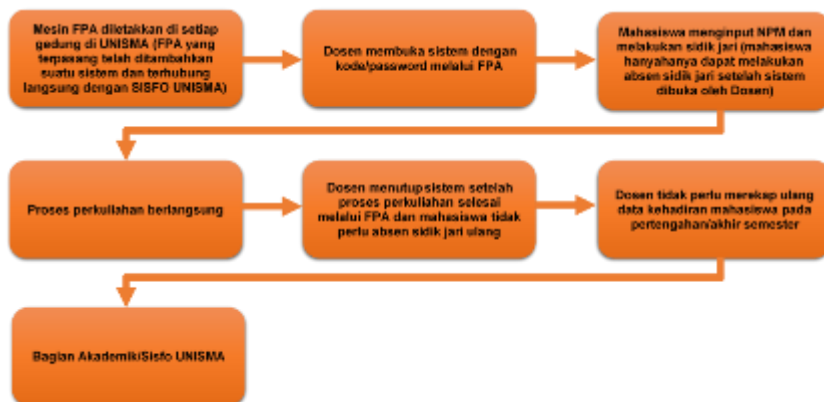 Mesin FPA diletakkan di setiap
gedung di UNISMA (FPA yang
terpasang telah ditambahkan
suatu sistem dan terhubung
langsung dengan SISFO UNISMA)
Dosen membuka sistem dengan
kode/password melalui FPA
Mahasiswa menginput NPM dan
melakukan sidik jari (mahasiswa
hanyahanya dapat melakukan
absen sidik jari setelah sistem
dibuka oleh Dosen)
Proses perkuliahan berlangsung
Dosen menutup sistem setelah
proses perkuliahan selesai
melalui FPA dan mahasiswa tidak
perlu absen sidik jari ulang
Dosen tidak perlu merekap ulang
data kehadiran mahasiswa pada
pertengahan/akhir semester
Bagian Akademik/Sisfo UNISMA